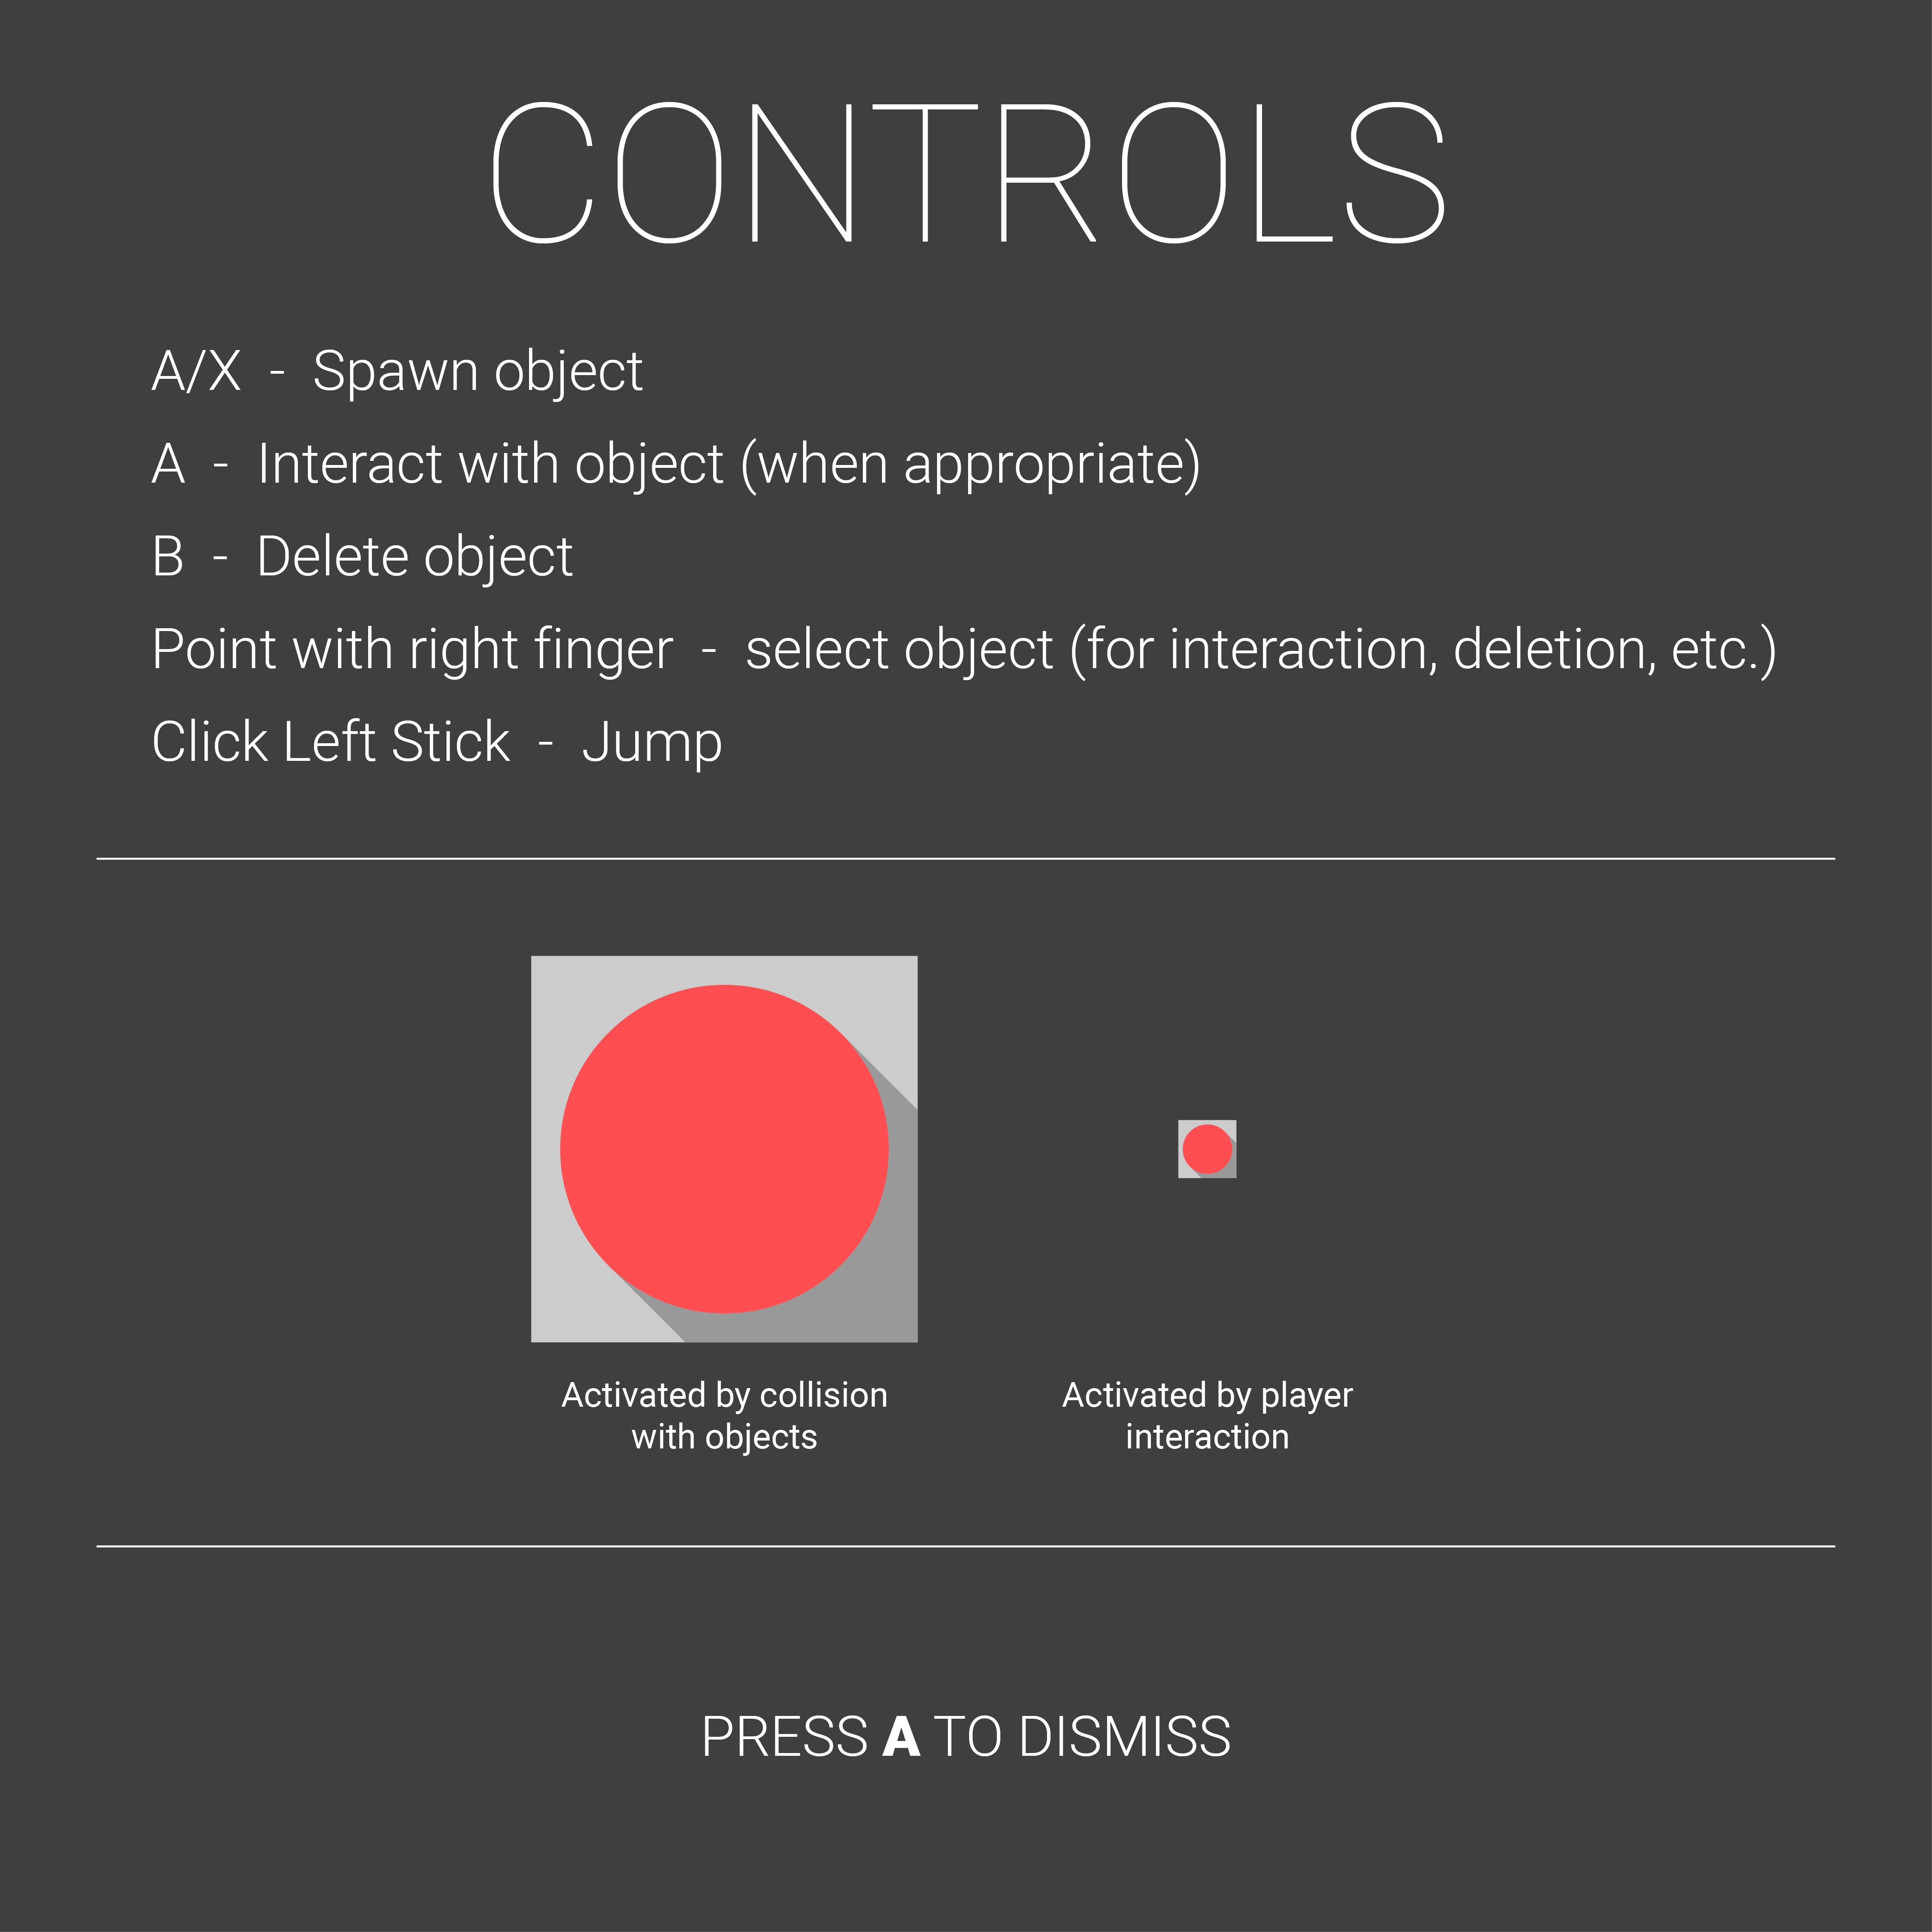 CONTROLS
A/X - Spawn object
A - Interact with object (when appropriate)
B - Delete object
Point with right finger - select object (for interaction, deletion, etc.)
Click Left Stick - Jump
Activated by collision
with objects
Activated by player
interaction
PRESS A TO DISMISS